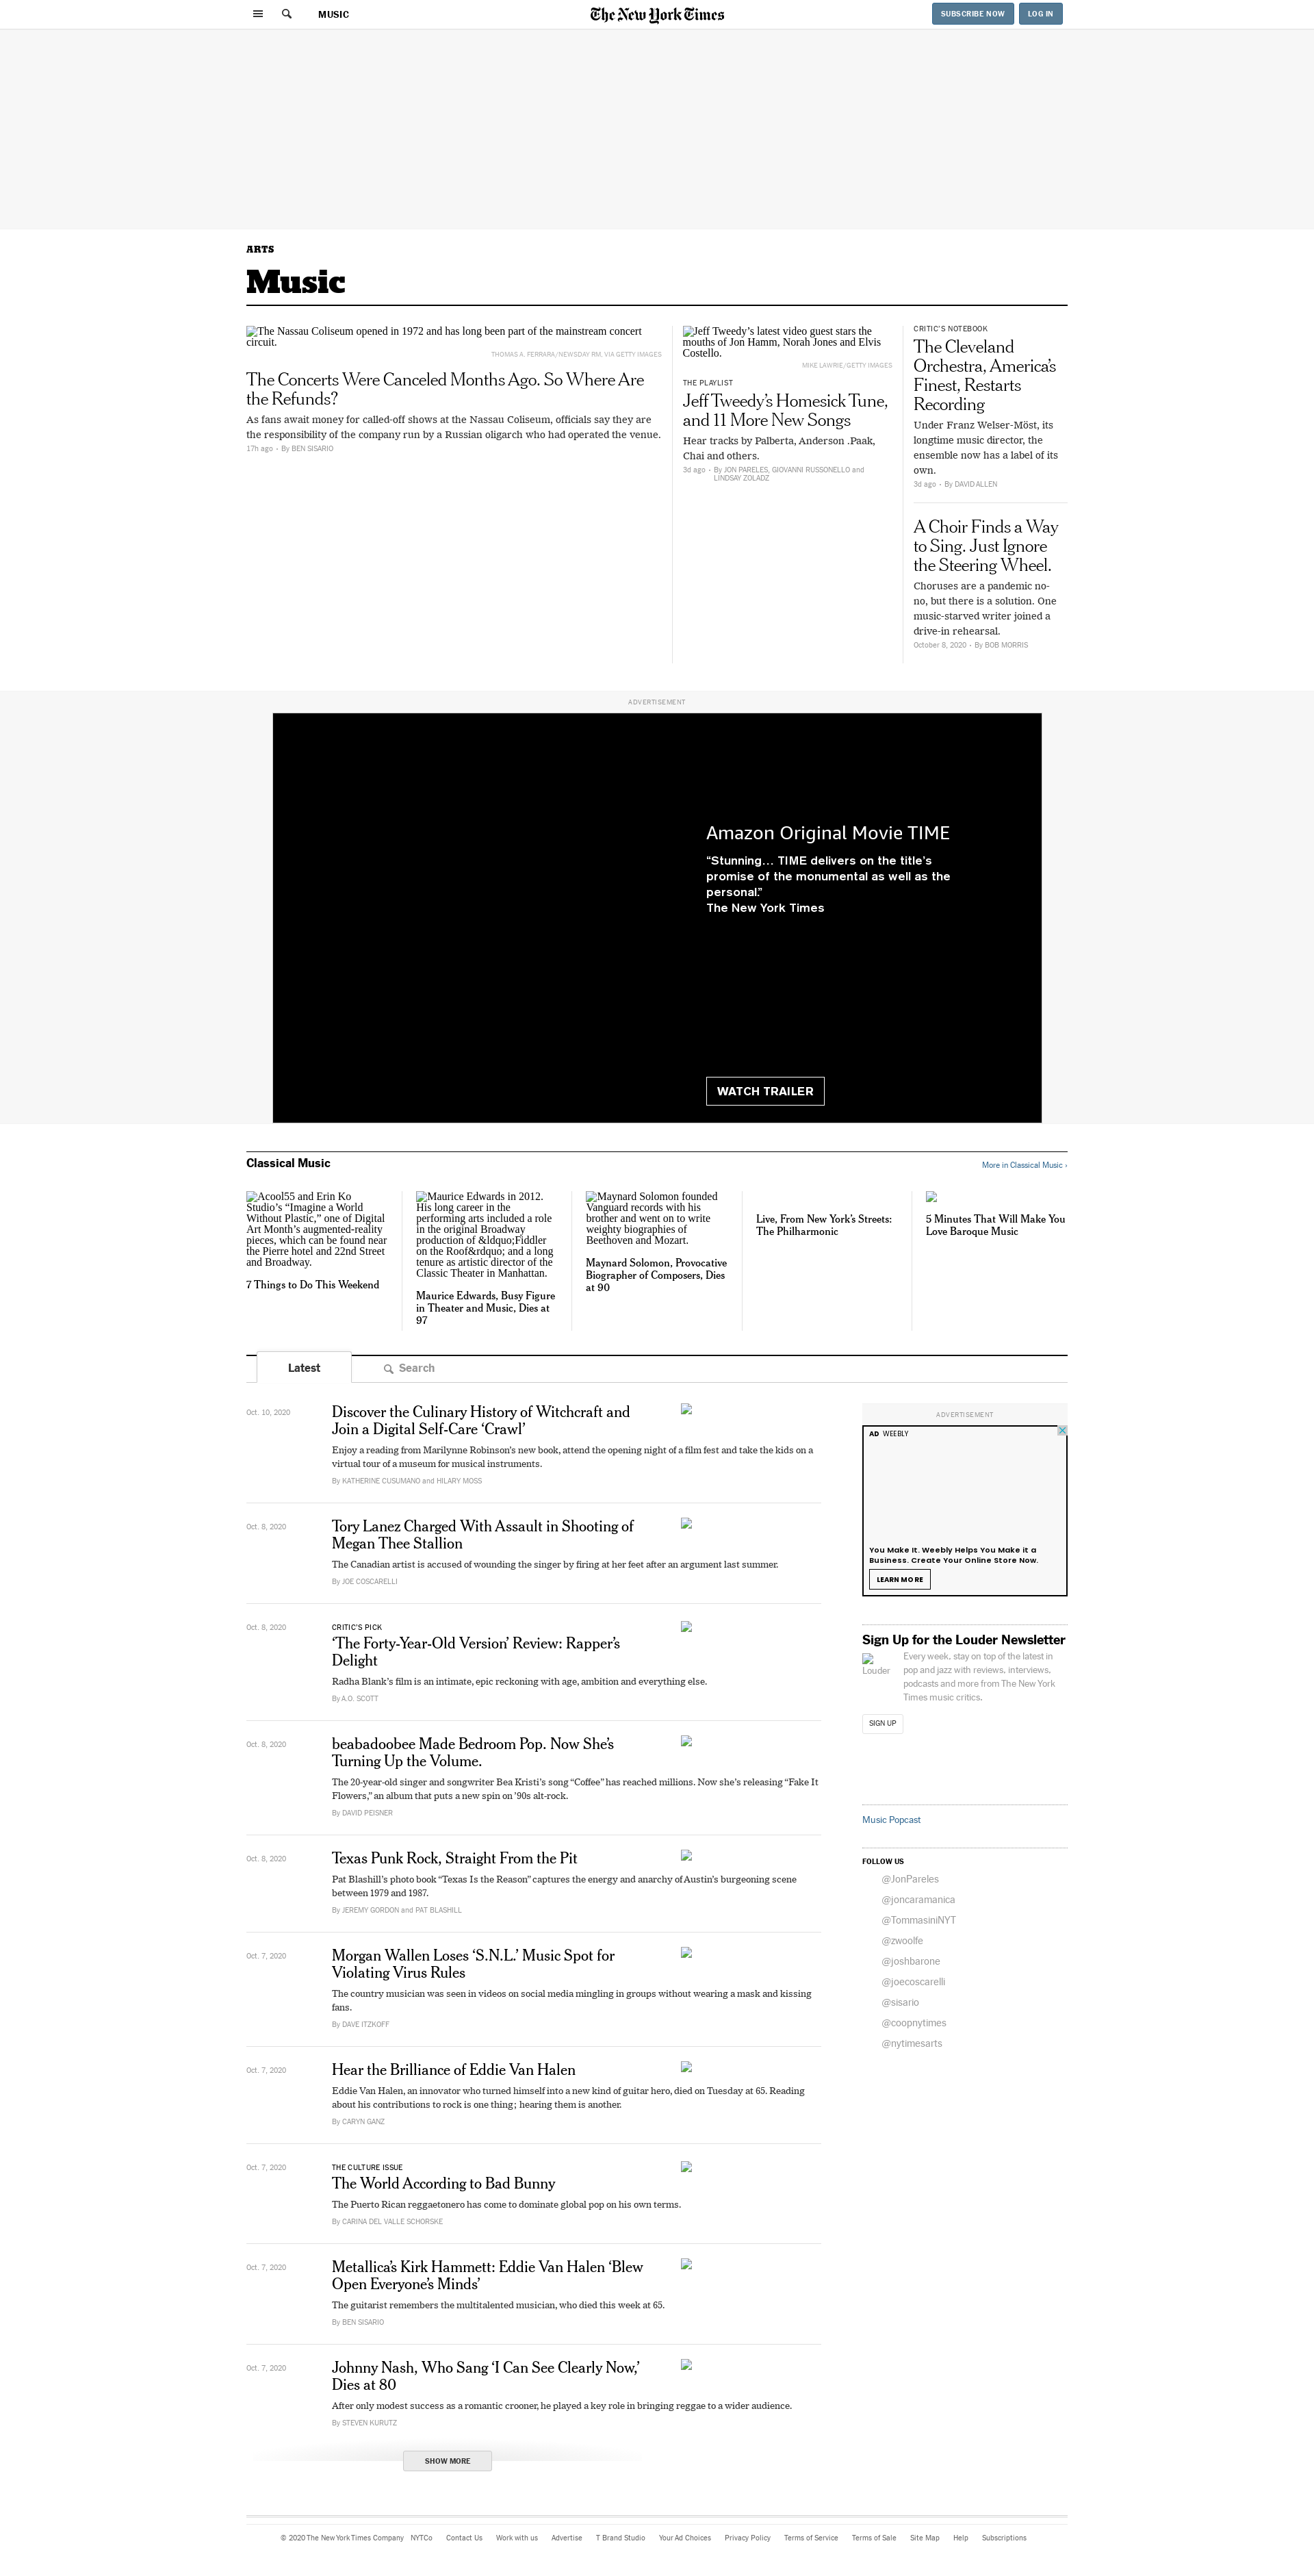 MUSIC
The New York Times
SUBSCRIBE NOW
LOG IN
ARTS
Music
The Nassau Coliseum opened in 1972 and has long been part of the mainstream concert
circuit.
THOMAS A. FERRARA/NEWSDAY RM, VIA GETTY IMAGES
The Concerts Were Canceled Months Ago. So Where Are
the Refunds?
As fans await money for called-off shows at the Nassau Coliseum, officials say they are
the responsibility of the company run by a Russian oligarch who had operated the venue.
17h ago • By BEN SISARIO
Jeff Tweedy’s latest video guest stars the
mouths of Jon Hamm, Norah Jones and Elvis
Costello.
MIKE LAWRIE/GETTY IMAGES
THE PLAYLIST
Jeff Tweedy’s Homesick Tune,
and 11 More New Songs
Hear tracks by Palberta, Anderson .Paak,
Chai and others.
3d ago • By JON PARELES, GIOVANNI RUSSONELLO and
LINDSAY ZOLADZ
CRITIC’S NOTEBOOK
The Cleveland
Orchestra, America’s
Finest, Restarts
Recording
Under Franz Welser-Möst, its
longtime music director, the
ensemble now has a label of its
own.
3d ago • By DAVID ALLEN
A Choir Finds a Way
to Sing. Just Ignore
the Steering Wheel.
Choruses are a pandemic no-
no, but there is a solution. One
music-starved writer joined a
drive-in rehearsal.
October 8, 2020 • By BOB MORRIS
ADVERTISEMENT
Amazon Original Movie TIME
“Stunning… TIME delivers on the title’s
promise of the monumental as well as the
personal.”
The New York Times
WATCH TRAILER
Classical Music
More in Classical Music ›
Acool55 and Erin Ko
Studio’s “Imagine a World
Without Plastic,” one of Digital
Art Month’s augmented-reality
pieces, which can be found near
the Pierre hotel and 22nd Street
and Broadway.
7 Things to Do This Weekend
Maurice Edwards in 2012.
His long career in the
performing arts included a role
in the original Broadway
production of &ldquo;Fiddler
on the Roof&rdquo; and a long
tenure as artistic director of the
Classic Theater in Manhattan.
Maurice Edwards, Busy Figure
in Theater and Music, Dies at
97
Maynard Solomon founded
Vanguard records with his
brother and went on to write
weighty biographies of
Beethoven and Mozart.
Maynard Solomon, Provocative
Biographer of Composers, Dies
at 90
Live, From New York’s Streets:
The Philharmonic
5 Minutes That Will Make You
Love Baroque Music
Latest
Search
Oct. 10, 2020
Discover the Culinary History of Witchcraft and
Join a Digital Self-Care ‘Crawl’
Enjoy a reading from Marilynne Robinson’s new book, attend the opening night of a film fest and take the kids on a
virtual tour of a museum for musical instruments.
By KATHERINE CUSUMANO and HILARY MOSS
Oct. 8, 2020
Tory Lanez Charged With Assault in Shooting of
Megan Thee Stallion
The Canadian artist is accused of wounding the singer by firing at her feet after an argument last summer.
By JOE COSCARELLI
Oct. 8, 2020
CRITIC’S PICK
‘The Forty-Year-Old Version’ Review: Rapper’s
Delight
Radha Blank’s film is an intimate, epic reckoning with age, ambition and everything else.
By A.O. SCOTT
Oct. 8, 2020
beabadoobee Made Bedroom Pop. Now She’s
Turning Up the Volume.
The 20-year-old singer and songwriter Bea Kristi’s song “Coffee” has reached millions. Now she’s releasing “Fake It
Flowers,” an album that puts a new spin on ’90s alt-rock.
By DAVID PEISNER
Oct. 8, 2020
Texas Punk Rock, Straight From the Pit
Pat Blashill’s photo book “Texas Is the Reason” captures the energy and anarchy of Austin’s burgeoning scene
between 1979 and 1987.
By JEREMY GORDON and PAT BLASHILL
Oct. 7, 2020
Morgan Wallen Loses ‘S.N.L.’ Music Spot for
Violating Virus Rules
The country musician was seen in videos on social media mingling in groups without wearing a mask and kissing
fans.
By DAVE ITZKOFF
Oct. 7, 2020
Hear the Brilliance of Eddie Van Halen
Eddie Van Halen, an innovator who turned himself into a new kind of guitar hero, died on Tuesday at 65. Reading
about his contributions to rock is one thing; hearing them is another.
By CARYN GANZ
Oct. 7, 2020
THE CULTURE ISSUE
The World According to Bad Bunny
The Puerto Rican reggaetonero has come to dominate global pop on his own terms.
By CARINA DEL VALLE SCHORSKE
Oct. 7, 2020
Metallica’s Kirk Hammett: Eddie Van Halen ‘Blew
Open Everyone’s Minds’
The guitarist remembers the multitalented musician, who died this week at 65.
By BEN SISARIO
Oct. 7, 2020
Johnny Nash, Who Sang ‘I Can See Clearly Now,’
Dies at 80
After only modest success as a romantic crooner, he played a key role in bringing reggae to a wider audience.
By STEVEN KURUTZ
SHOW MORE
ADVERTISEMENT
AD WEEBLY
You Make It. Weebly Helps You Make it a
Business. Create Your Online Store Now.
LEARN MORE
Sign Up for the Louder Newsletter
Louder
Every week, stay on top of the latest in
pop and jazz with reviews, interviews,
podcasts and more from The New York
Times music critics.
SIGN UP
Music Popcast
FOLLOW US
@JonPareles
@joncaramanica
@TommasiniNYT
@zwoolfe
@joshbarone
@joecoscarelli
@sisario
@coopnytimes
@nytimesarts
© 2020 The New York Times Company NYTCo Contact Us Work with us Advertise T Brand Studio Your Ad Choices Privacy Policy Terms of Service Terms of Sale Site Map Help Subscriptions